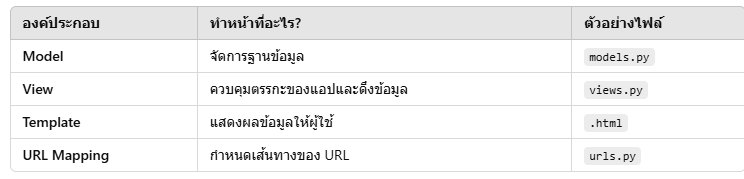 องค์ประกอบ ทำหน้าที่อะไร? ตัวอย่างไฟล์
Model จัดการฐานข้อมูล models.py
View ควบคุมตรรกะของแอปและดึงข้อมูล views.py
Template แสดงผลข้อมูลให้ผู้ใช้ .html
URL Mapping กำหนดเส้นทางของ URL urls.py